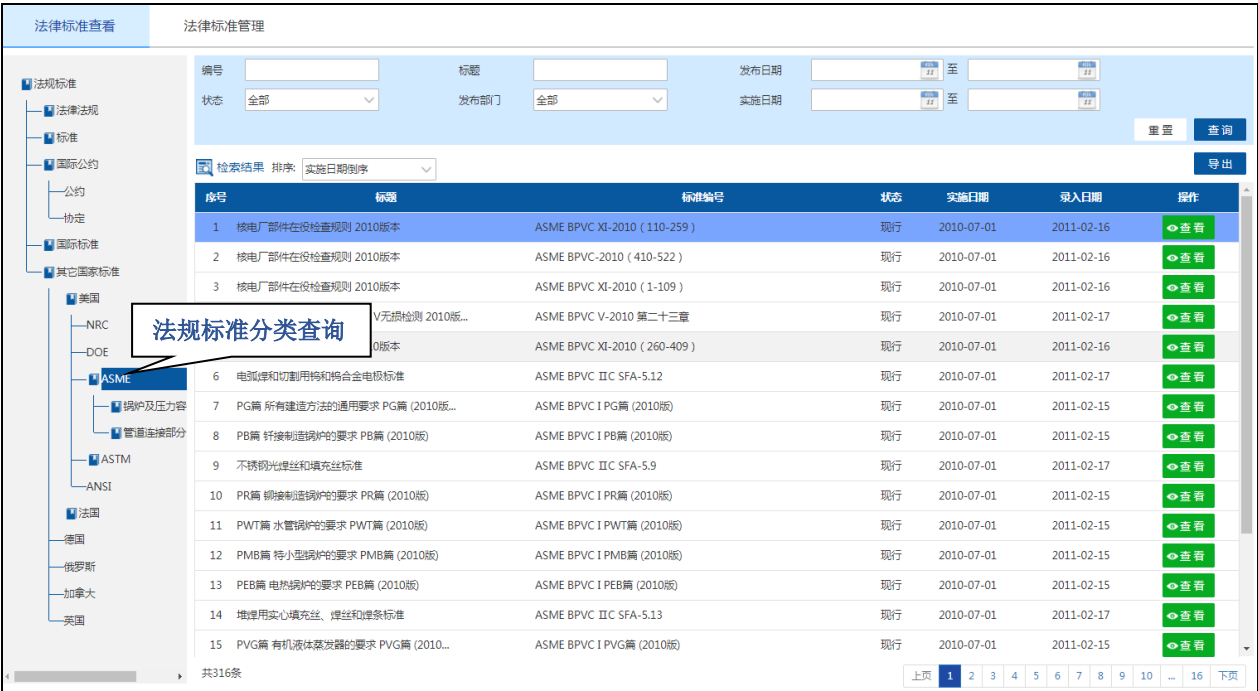 法律标准查看 法律标准管理
法规标准
法律法规
标准
国际公约
公约
协定
国际标准
其它国家标准
美国
NRC
DOE
ASME
锅炉及压力容
管道连接部分
ASTM
ANSI
法国
德国
俄罗斯
加拿大
英国
法规标准分类查询
编号 标题 发布日期 至
状态 全部 发布部门 全部 实施日期 至
重置 查询
检索结果 排序: 实施日期倒序 导出
序号 标题 标准编号 状态 实施日期 录入日期 操作
1 核电厂部件在役检查规则 2010版本 ASME BPVC XI-2010 ( 110-259 ) 现行 2010-07-01 2011-02-16 查看
2 核电厂部件在役检查规则 2010版本 ASME BPVC-2010 ( 410-522 ) 现行 2010-07-01 2011-02-16 查看
3 核电厂部件在役检查规则 2010版本 ASME BPVC XI-2010 ( 1-109 ) 现行 2010-07-01 2011-02-16 查看
V无损检测 2010版... ASME BPVC V-2010 第二十三章 现行 2010-07-01 2011-02-17 查看
0版本 ASME BPVC XI-2010 ( 260-409 ) 现行 2010-07-01 2011-02-16 查看
6 电弧焊和切割用钨和钨合金电极标准 ASME BPVC IIC SFA-5.12 现行 2010-07-01 2011-02-17 查看
7 PG篇 所有建造方法的通用要求 PG篇 (2010版... ASME BPVC I PG篇 (2010版) 现行 2010-07-01 2011-02-15 查看
8 PB篇 钎接制造锅炉的要求 PB篇 (2010版) ASME BPVC I PB篇 (2010版) 现行 2010-07-01 2011-02-15 查看
9 不锈钢光焊丝和填充丝标准 ASME BPVC IIC SFA-5.9 现行 2010-07-01 2011-02-17 查看
10 PR篇 铆接制造锅炉的要求 PR篇 (2010版) ASME BPVC I PR篇 (2010版) 现行 2010-07-01 2011-02-15 查看
11 PWT篇 水管锅炉的要求 PWT篇 (2010版) ASME BPVC I PWT篇 (2010版) 现行 2010-07-01 2011-02-15 查看
12 PMB篇 特小型锅炉的要求 PMB篇 (2010版) ASME BPVC I PMB篇 (2010版) 现行 2010-07-01 2011-02-15 查看
13 PEB篇 电热锅炉的要求 PEB篇 (2010版) ASME BPVC I PEB篇 (2010版) 现行 2010-07-01 2011-02-15 查看
14 堆焊用实心填充丝、焊丝和焊条标准 ASME BPVC IIC SFA-5.13 现行 2010-07-01 2011-02-17 查看
15 PVG篇 有机液体蒸发器的要求 PVG篇 (2010... ASME BPVC I PVG篇 (2010版) 现行 2010-07-01 2011-02-15 查看
共316条 上页 1 2 3 4 5 6 7 8 9 10 ... 16 下页